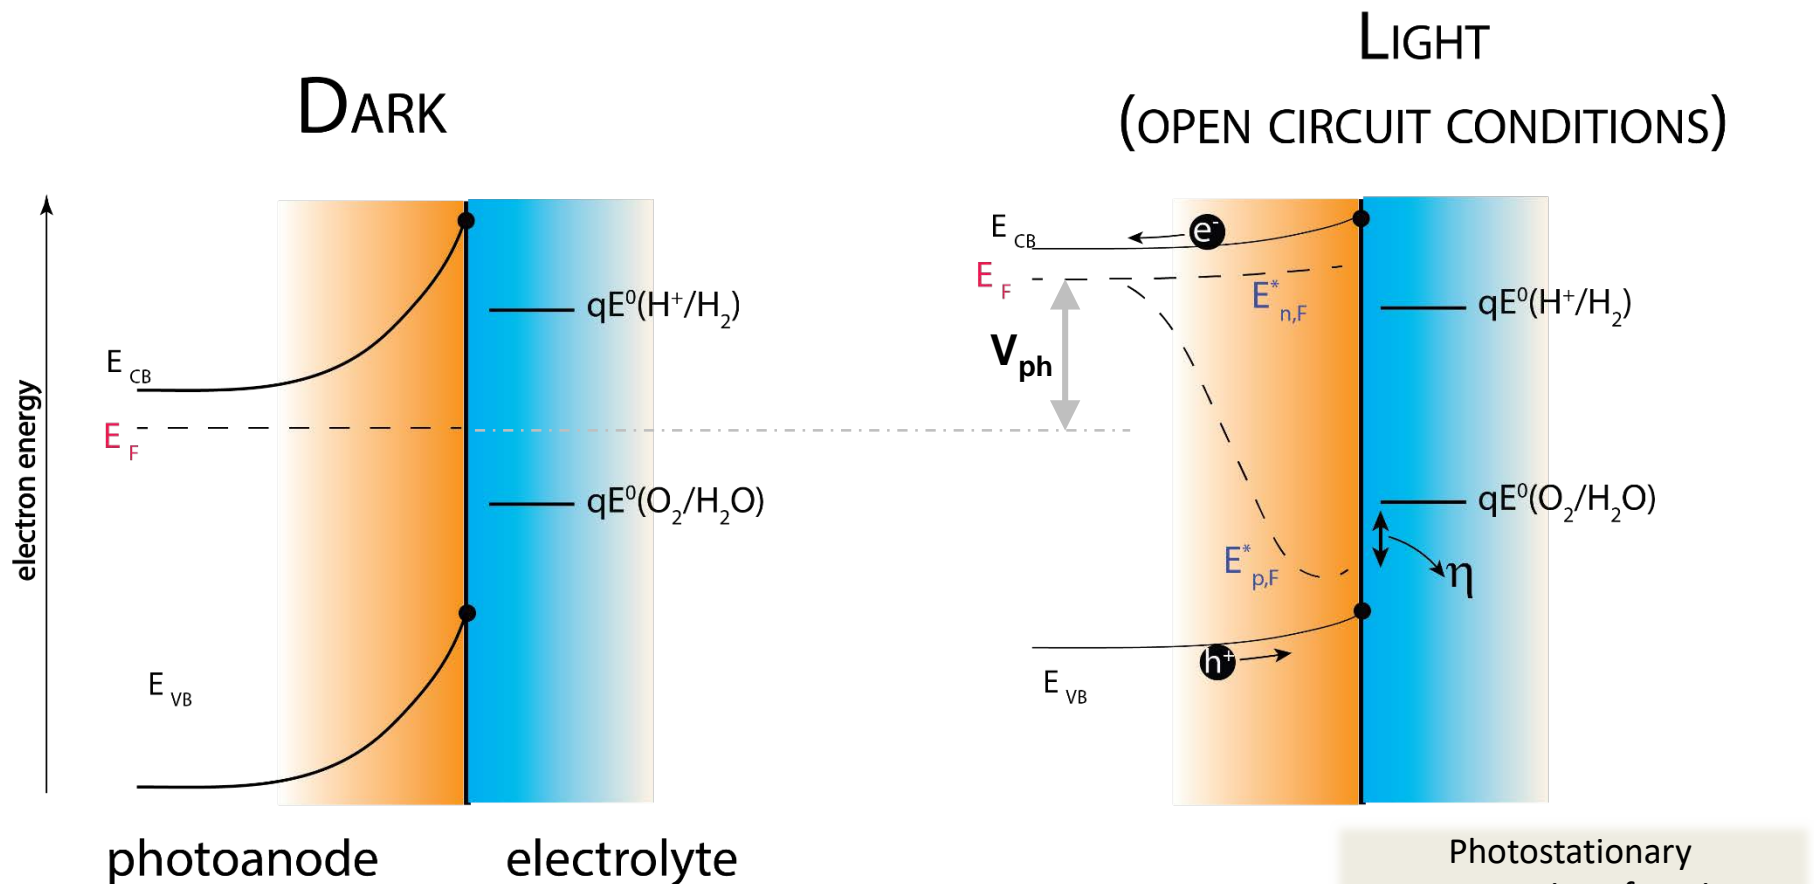 DARK
LIGHT
(OPEN CIRCUIT CONDITIONS)
electron energy
E CB
E F
E VB
qE⁰(H⁺/H₂)
qE⁰(O₂/H₂O)
photoanode
electrolyte
E CB
e⁻
E F
E*n,F
Vph
qE⁰(H⁺/H₂)
qE⁰(O₂/H₂O)
E*p,F
η
h⁺
E VB
Photostationary